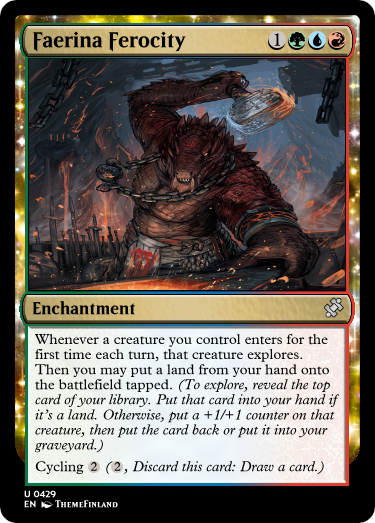 Faerina Ferocity 1
Enchantment
Whenever a creature you control enters for
the first time each turn, that creature explores.
Then you may put a land from your hand onto
the battlefield tapped. (To explore, reveal the top
card of your library. Put that card into your hand if
it's a land. Otherwise, put a +1/+1 counter on that
creature, then put the card back or put it into your
graveyard.)
Cycling 2 (2, Discard this card: Draw a card.)
U 0429
EN ThemeFinland